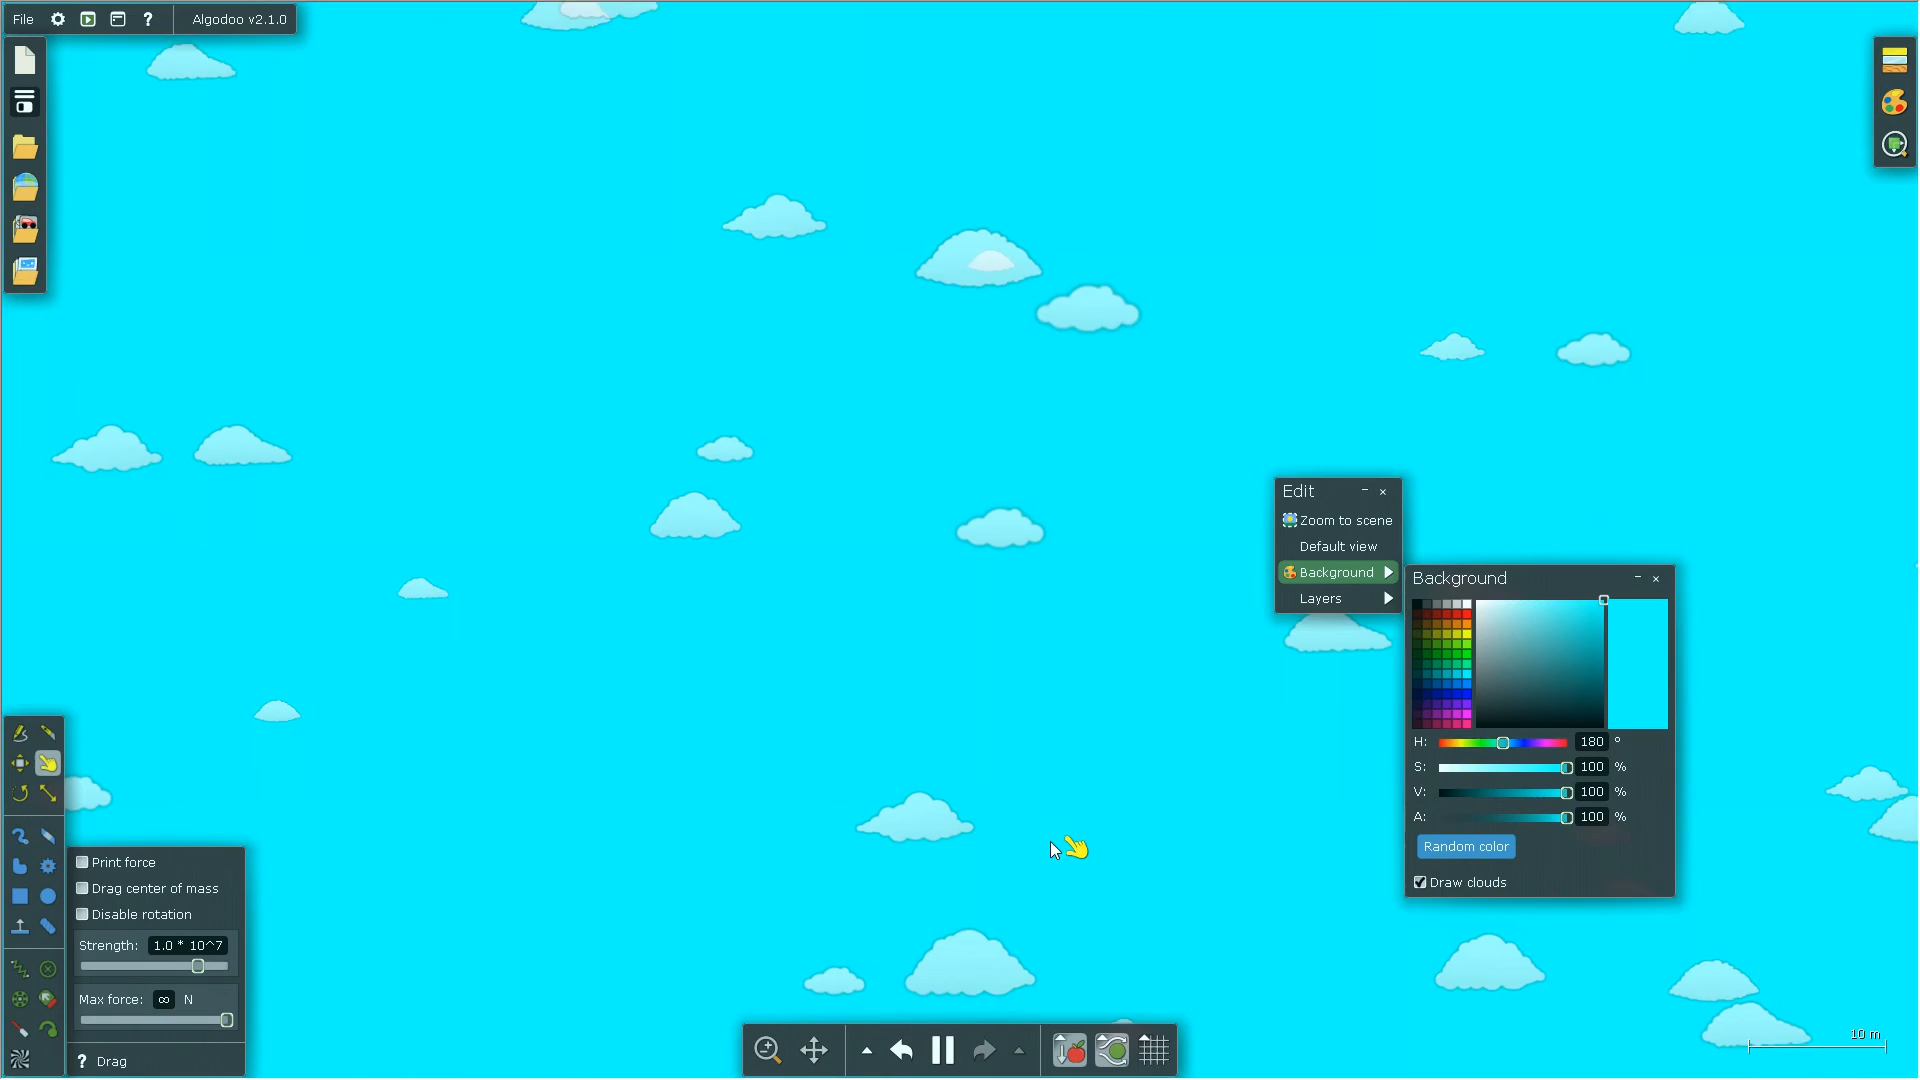 File ? Algodoo v2.1.0
Edit
Zoom to scene
Default view
Background
Layers
Background
H: 180 °
S: 100 %
V: 100 %
A: 100 %
Random color
Draw clouds
Print force
Drag center of mass
Disable rotation
Strength: 1.0 * 10^7
Max force: ∞ N
? Drag
10 m